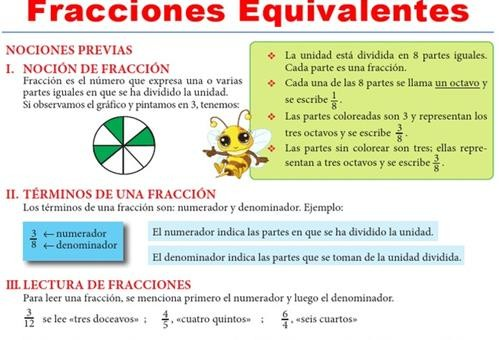 Fracciones Equivalentes
NOCIONES PREVIAS
I. NOCIÓN DE FRACCIÓN
Fracción es el número que expresa una o varias
partes iguales en que se ha dividido la unidad.
Si observamos el gráfico y pintamos en 3, tenemos:
❖ La unidad está dividida en 8 partes iguales.
Cada parte es una fracción.
❖ Cada una de las 8 partes se llama un octavo y
se escribe 1/8.
❖ Las partes coloreadas son 3 y representan los
tres octavos y se escribe 3/8.
❖ Las partes sin colorear son tres; ellas repre-
sentan a tres octavos y se escribe 3/8.
II. TÉRMINOS DE UNA FRACCIÓN
Los términos de una fracción son: numerador y denominador. Ejemplo:
3 ← numerador
8 ← denominador
El numerador indica las partes en que se ha dividido la unidad.
El denominador indica las partes que se toman de la unidad dividida.
III. LECTURA DE FRACCIONES
Para leer una fracción, se menciona primero el numerador y luego el denominador.
3/12 se lee «tres doceavos» ; 4/5, «cuatro quintos» ; 6/4, «seis cuartos»